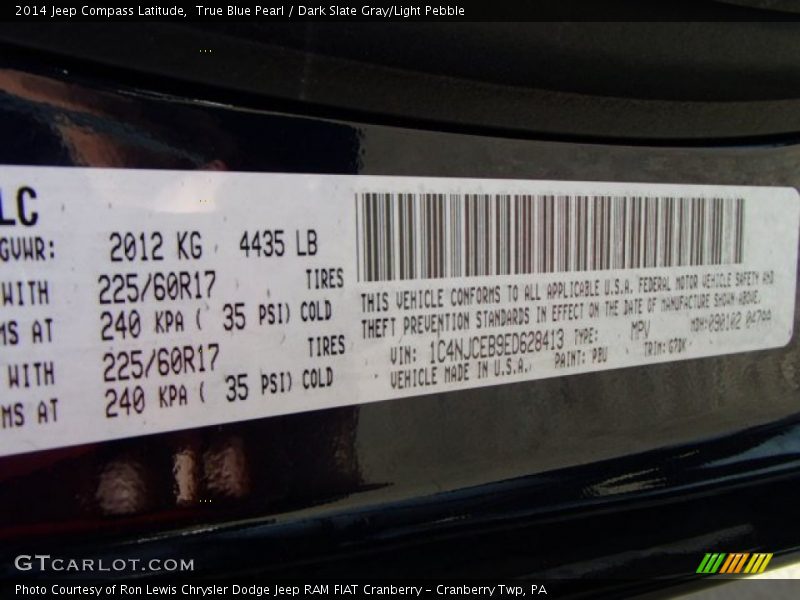 2014 Jeep Compass Latitude,  True Blue Pearl / Dark Slate Gray/Light Pebble
LC
GVWR: 2012 KG 4435 LB
WITH 225/60R17 TIRES
MS AT 240 KPA ( 35 PSI) COLD
WITH 225/60R17 TIRES
MS AT 240 KPA ( 35 PSI) COLD
THIS VEHICLE CONFORMS TO ALL APPLICABLE U.S.A. FEDERAL MOTOR VEHICLE SAFETY AND
THEFT PREVENTION STANDARDS IN EFFECT ON THE DATE OF MANUFACTURE SHOWN ABOVE.
VIN: 1C4NJCEB9ED628413 TYPE: MPV
VEHICLE MADE IN U.S.A. PAINT: PBU TRIM:
GTCARLOT.COM
Photo Courtesy of Ron Lewis Chrysler Dodge Jeep RAM FIAT Cranberry - Cranberry Twp, PA